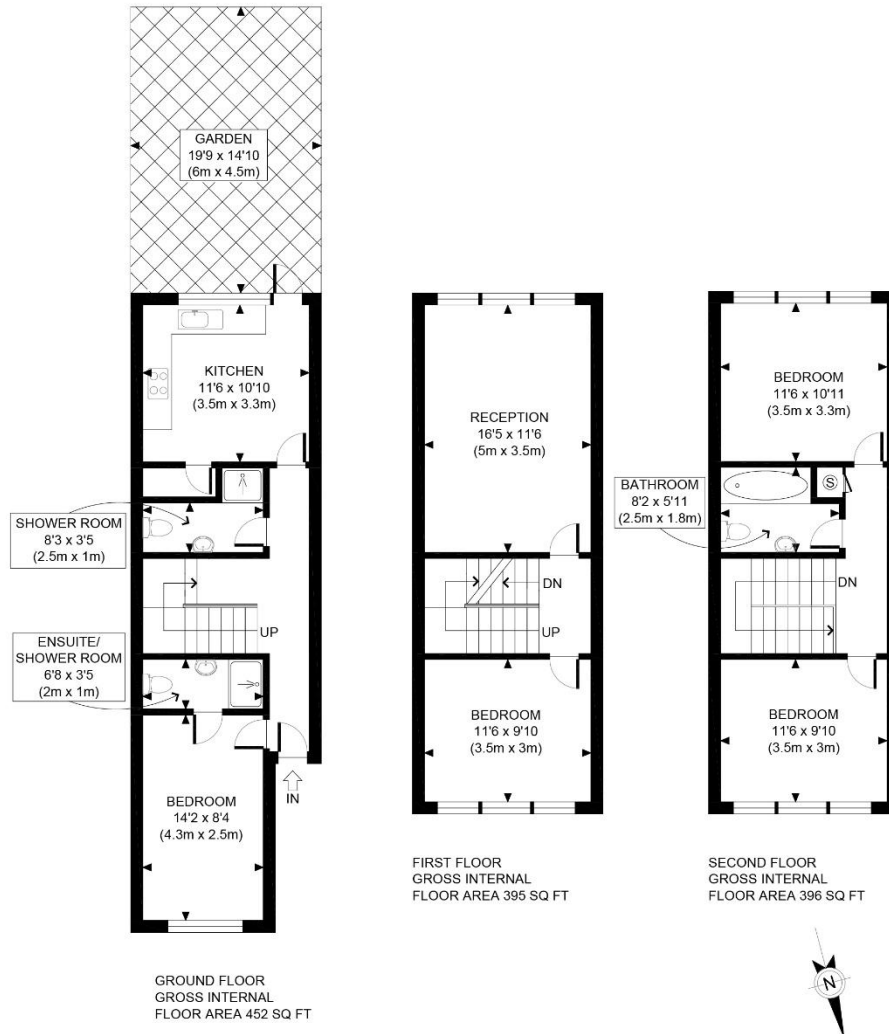 GARDEN
19'9 x 14'10
(6m x 4.5m)
KITCHEN
11'6 x 10'10
(3.5m x 3.3m)
SHOWER ROOM
8'3 x 3'5
(2.5m x 1m)
UP
ENSUITE/
SHOWER ROOM
6'8 x 3'5
(2m x 1m)
BEDROOM
14'2 x 8'4
(4.3m x 2.5m)
IN
GROUND FLOOR
GROSS INTERNAL
FLOOR AREA 452 SQ FT
RECEPTION
16'5 x 11'6
(5m x 3.5m)
DN
UP
BEDROOM
11'6 x 9'10
(3.5m x 3m)
FIRST FLOOR
GROSS INTERNAL
FLOOR AREA 395 SQ FT
BEDROOM
11'6 x 10'11
(3.5m x 3.3m)
BATHROOM
8'2 x 5'11
(2.5m x 1.8m)
S
DN
BEDROOM
11'6 x 9'10
(3.5m x 3m)
SECOND FLOOR
GROSS INTERNAL
FLOOR AREA 396 SQ FT
N